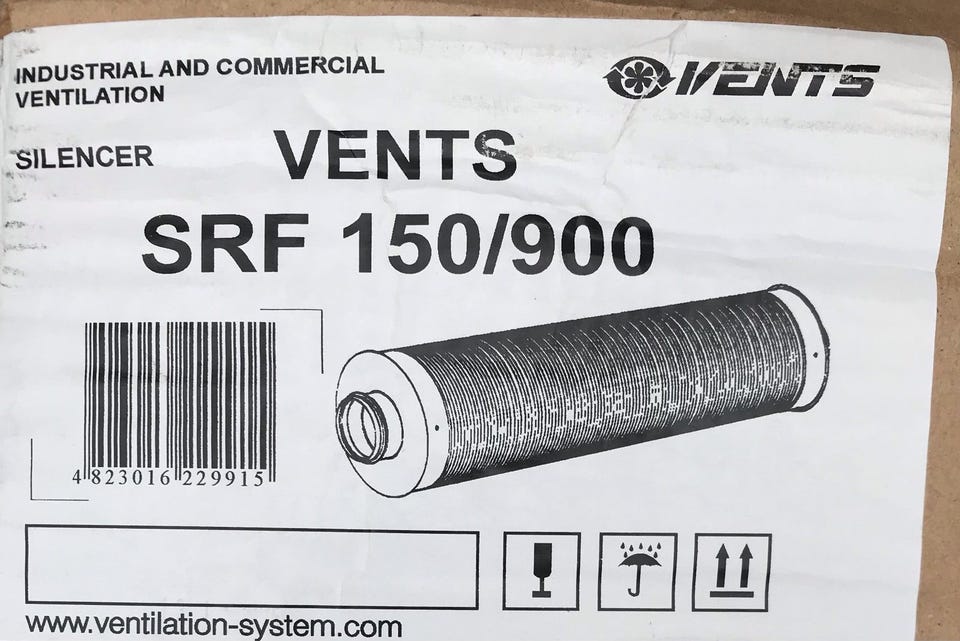 INDUSTRIAL AND COMMERCIAL
VENTILATION
VENTS
SILENCER
VENTS
SRF 150/900
4 823016 229915
www.ventilation-system.com